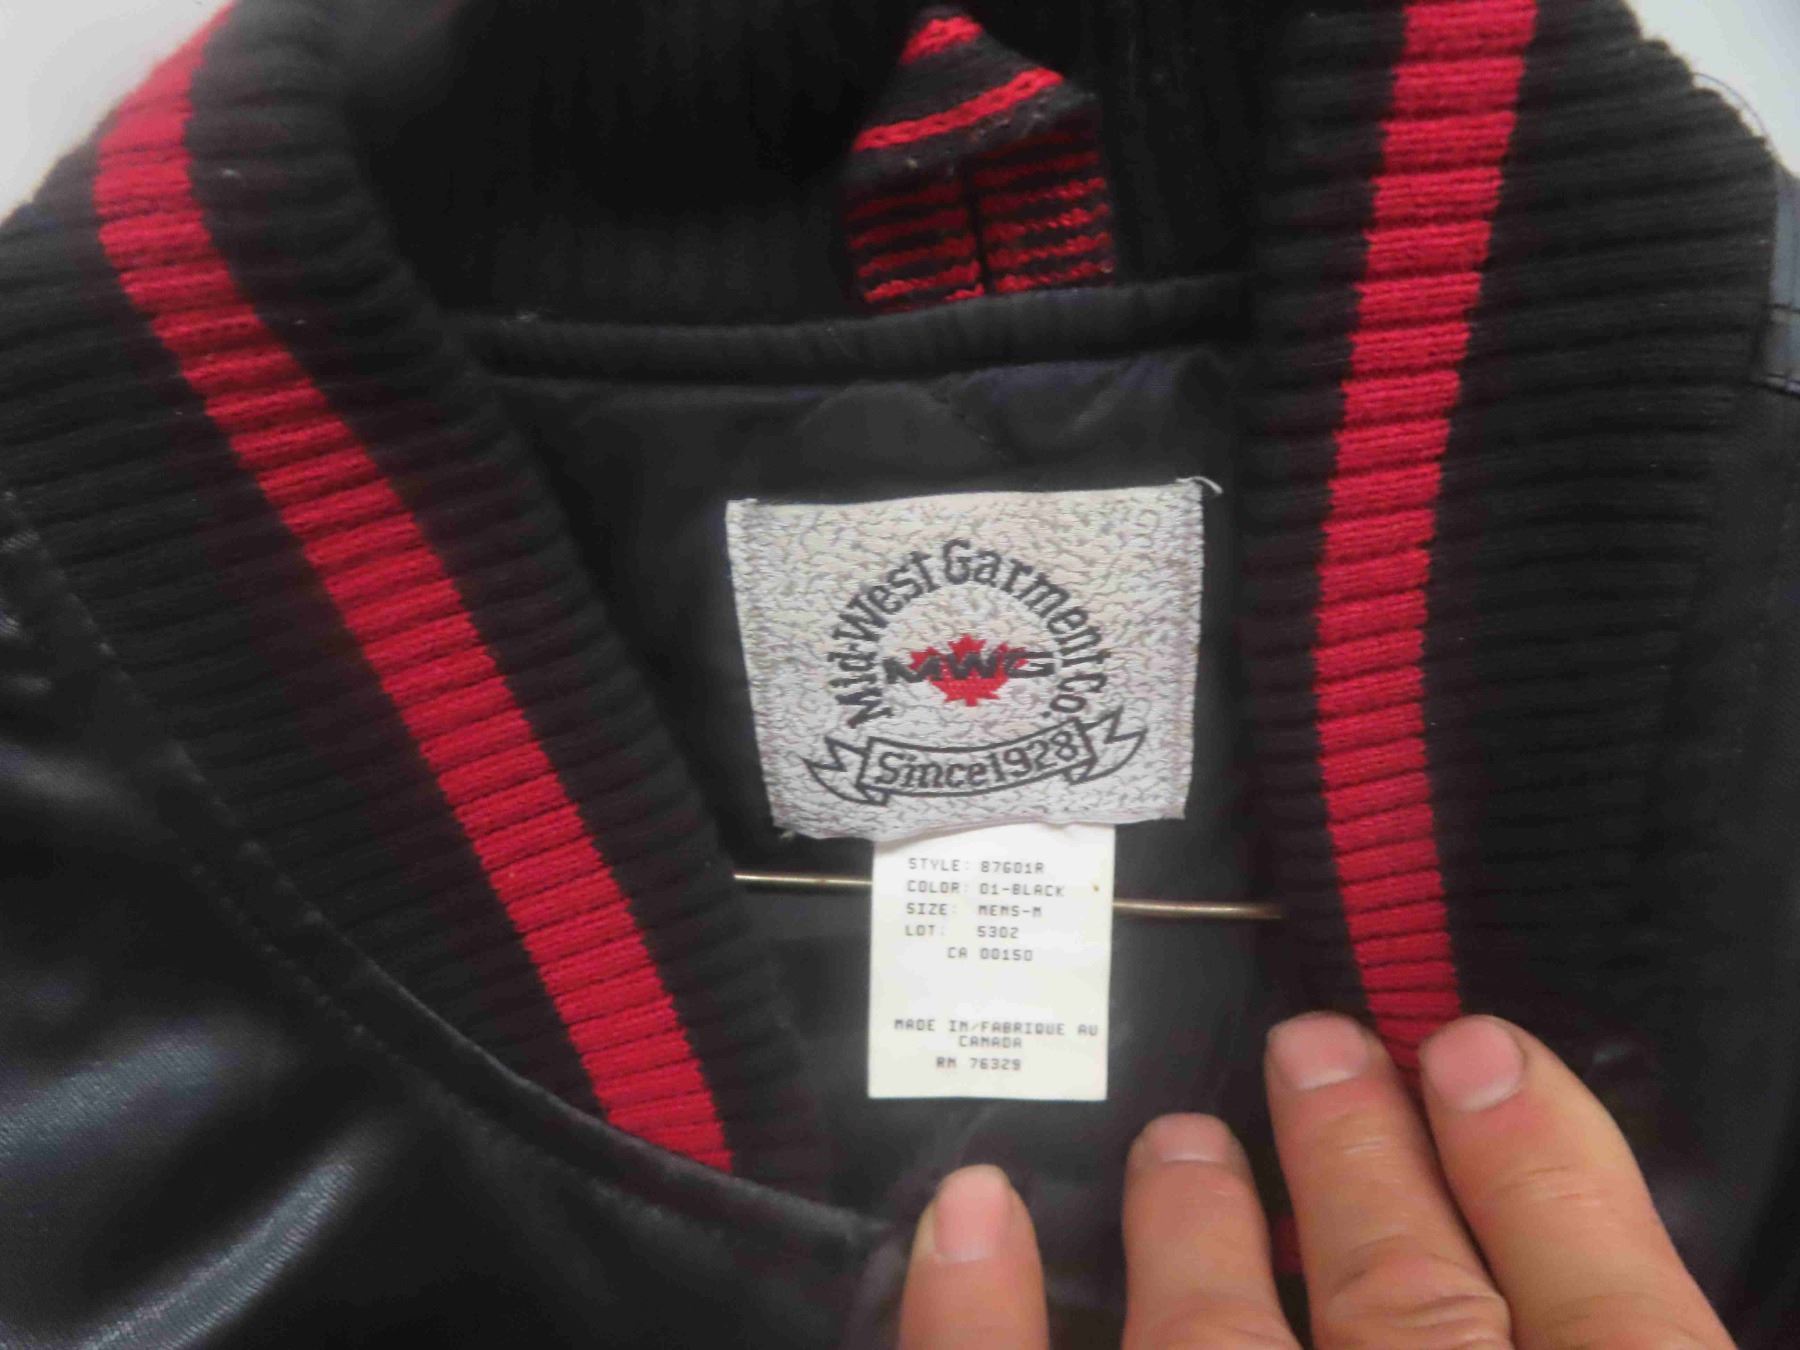 Mid-West Garment Co.
MWG
Since 1928
STYLE: 87601R
COLOR: 01-BLACK
SIZE: MENS-M
LOT: 5302
CA 00150
MADE IN/FABRIQUE AU
CANADA
RN 76329